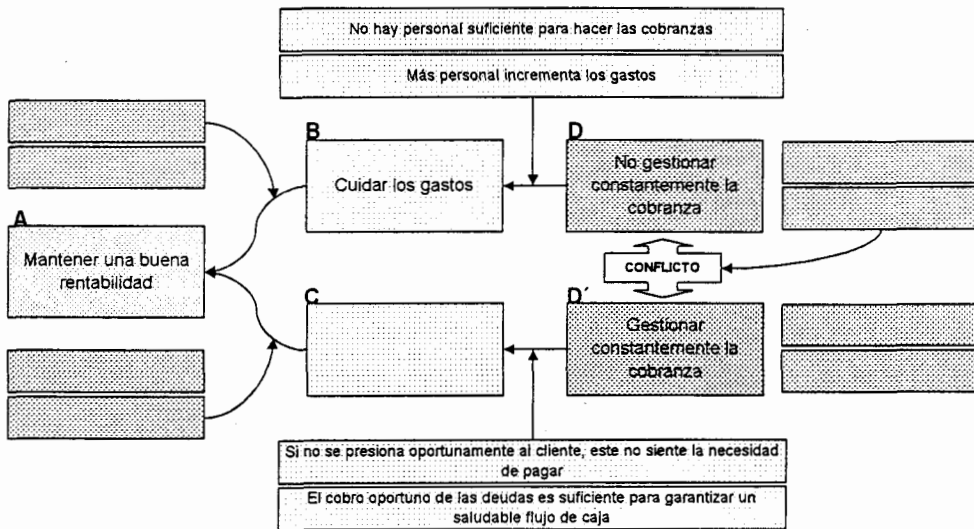 No hay personal suficiente para hacer las cobranzas
Más personal incrementa los gastos
B
D
Cuidar los gastos
No gestionar
constantemente la
cobranza
A
Mantener una buena
rentabilidad
CONFLICTO
C
D´
Gestionar
constantemente la
cobranza
Si no se presiona oportunamente al cliente, este no siente la necesidad
de pagar
El cobro oportuno de las deudas es suficiente para garantizar un
saludable flujo de caja